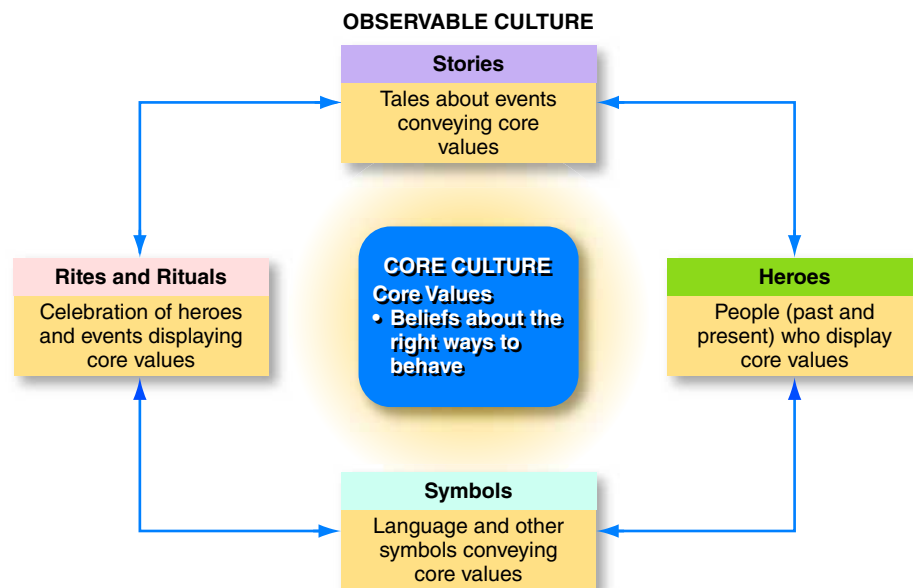 OBSERVABLE CULTURE
Stories
Tales about events
conveying core
values
Rites and Rituals
Celebration of heroes
and events displaying
core values
CORE CULTURE
Core Values
• Beliefs about the
right ways to
behave
Heroes
People (past and
present) who display
core values
Symbols
Language and other
symbols conveying
core values